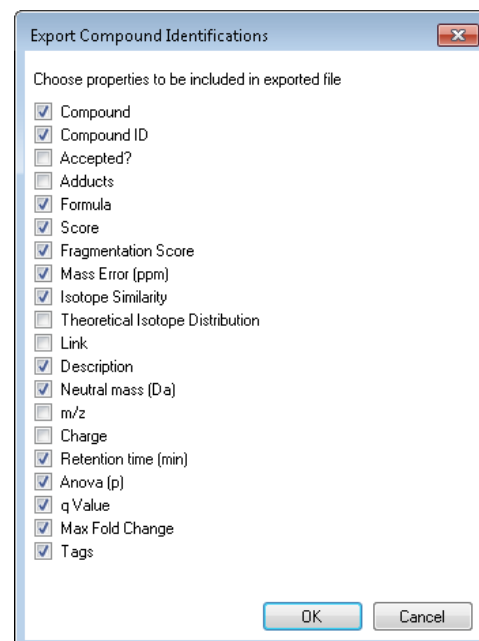 Export Compound Identifications
Choose properties to be included in exported file
Compound
Compound ID
Accepted?
Adducts
Formula
Score
Fragmentation Score
Mass Error (ppm)
Isotope Similarity
Theoretical Isotope Distribution
Link
Description
Neutral mass (Da)
m/z
Charge
Retention time (min)
Anova (p)
q Value
Max Fold Change
Tags
OK Cancel